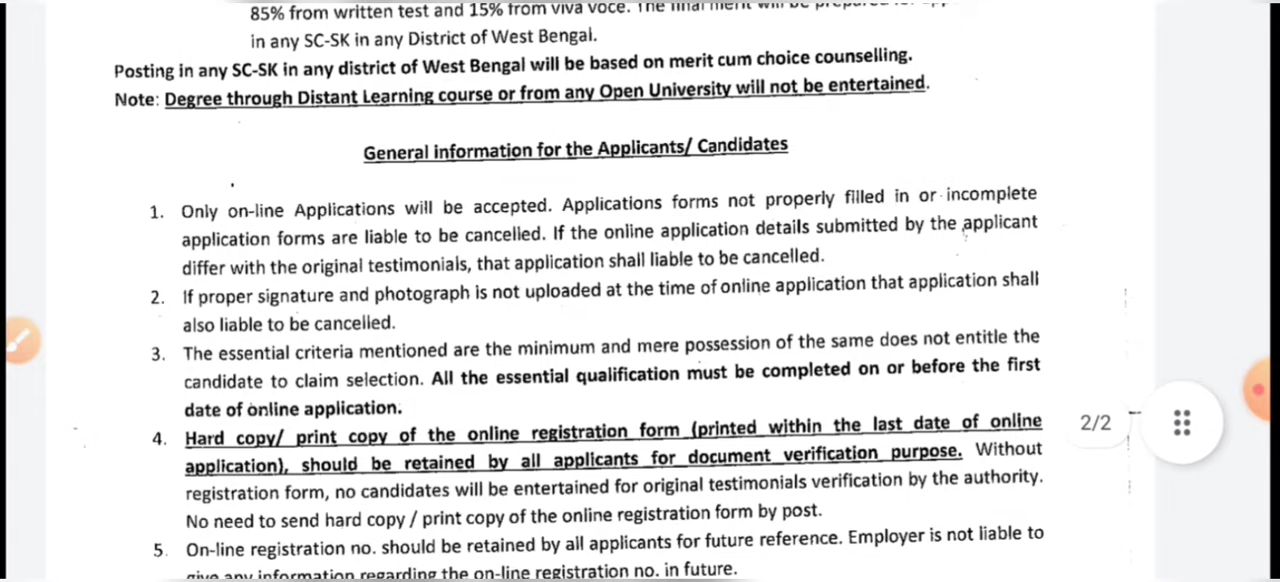 85% from written test and 15% from viva voce. The final merit will be
in any SC-SK in any District of West Bengal.
Posting in any SC-SK in any district of West Bengal will be based on merit cum choice counselling.
Note: Degree through Distant Learning course or from any Open University will not be entertained.
General information for the Applicants/ Candidates
1. Only on-line Applications will be accepted. Applications forms not properly filled in or incomplete
application forms are liable to be cancelled. If the online application details submitted by the applicant
differ with the original testimonials, that application shall liable to be cancelled.
2. If proper signature and photograph is not uploaded at the time of online application that application shall
also liable to be cancelled.
3. The essential criteria mentioned are the minimum and mere possession of the same does not entitle the
candidate to claim selection. All the essential qualification must be completed on or before the first
date of online application.
4. Hard copy/ print copy of the online registration form (printed within the last date of online
application), should be retained by all applicants for document verification purpose. Without
registration form, no candidates will be entertained for original testimonials verification by the authority.
No need to send hard copy / print copy of the online registration form by post.
5. On-line registration no. should be retained by all applicants for future reference. Employer is not liable to
give any information regarding the on-line registration no. in future.
2/2